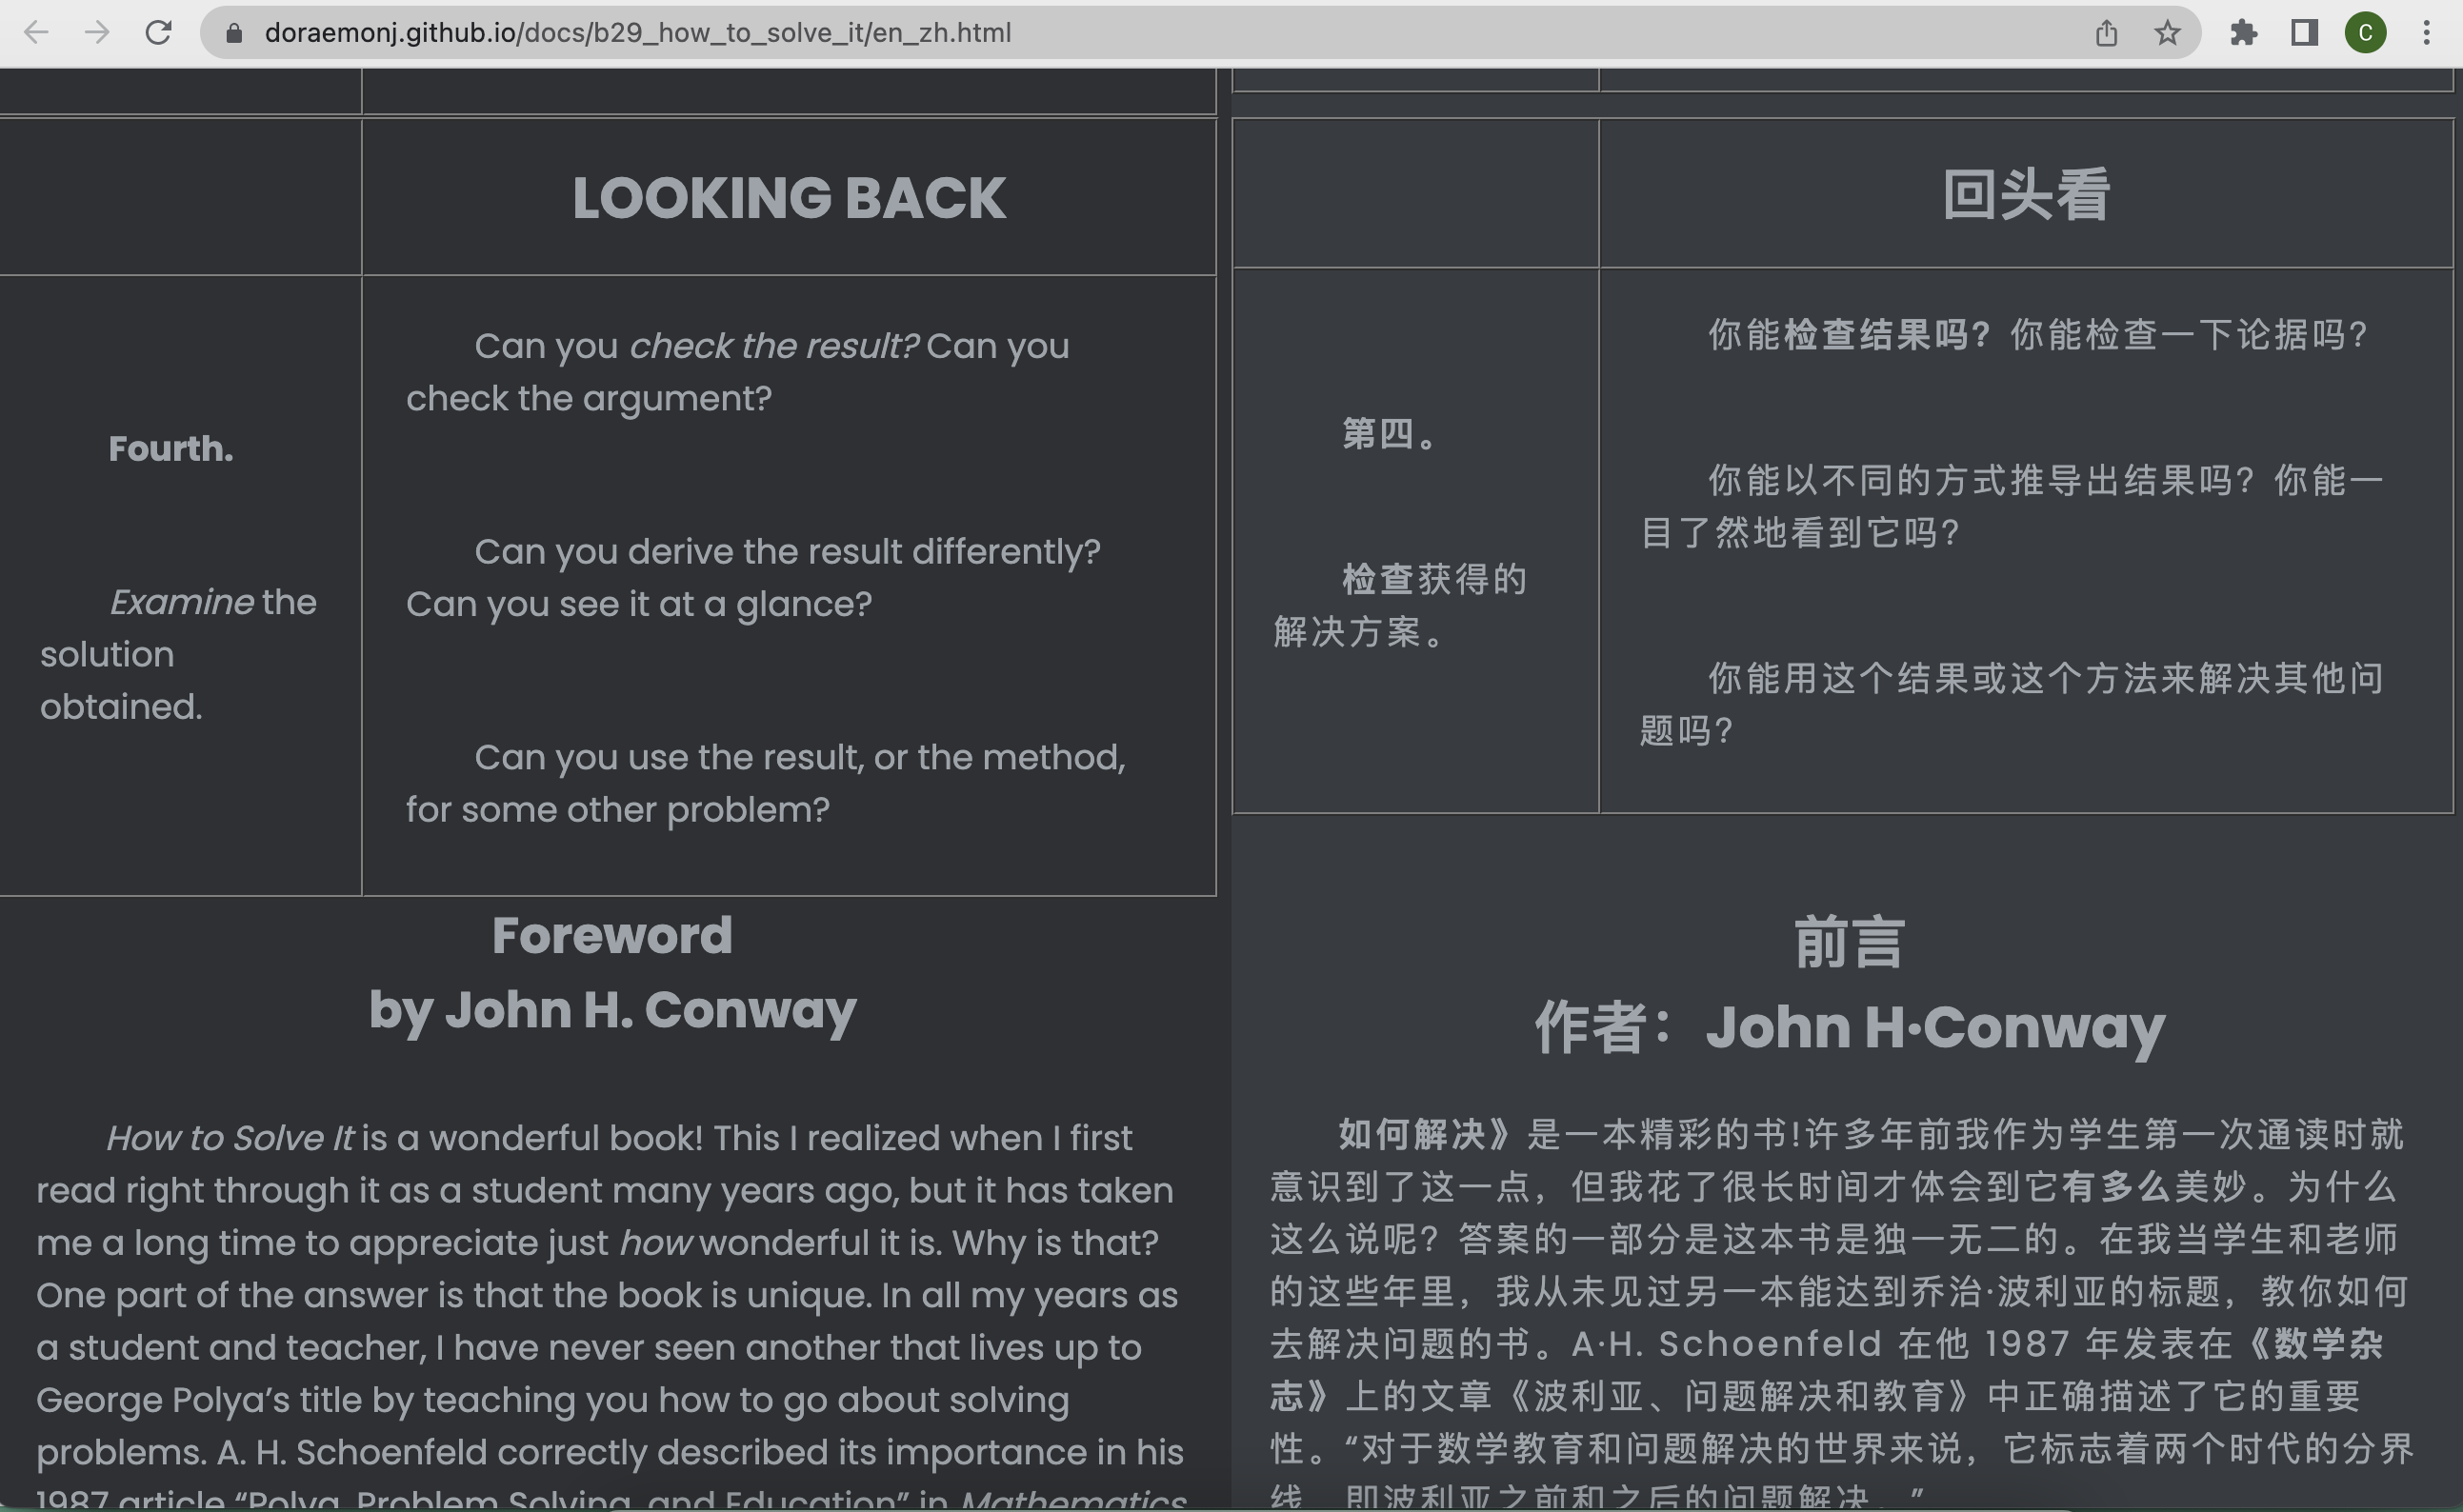 doraemonj.github.io/docs/b29_how_to_solve_it/en_zh.html
C
LOOKING BACK
Fourth.
Examine the
solution
obtained.
Can you check the result? Can you
check the argument?
Can you derive the result differently?
Can you see it at a glance?
Can you use the result, or the method,
for some other problem?
Foreword
by John H. Conway
How to Solve It is a wonderful book! This I realized when I first
read right through it as a student many years ago, but it has taken
me a long time to appreciate just how wonderful it is. Why is that?
One part of the answer is that the book is unique. In all my years as
a student and teacher, I have never seen another that lives up to
George Polya’s title by teaching you how to go about solving
problems. A. H. Schoenfeld correctly described its importance in his
1987 article “Polya, Problem Solving, and Education” in Mathematics
回头看
第四。
检查获得的
解决方案。
你能检查结果吗？你能检查一下论据吗？
你能以不同的方式推导出结果吗？你能一
目了然地看到它吗？
你能用这个结果或这个方法来解决其他问
题吗？
前言
作者：John H·Conway
如何解决》是一本精彩的书!许多年前我作为学生第一次通读时就
意识到了这一点，但我花了很长时间才体会到它有多么美妙。为什么
这么说呢？答案的一部分是这本书是独一无二的。在我当学生和老师
的这些年里，我从未见过另一本能达到乔治·波利亚的标题，教你如何
去解决问题的书。A·H. Schoenfeld 在他 1987 年发表在《数学杂
志》上的文章《波利亚、问题解决和教育》中正确描述了它的重要
性。“对于数学教育和问题解决的世界来说，它标志着两个时代的分界
线，即波利亚之前和之后的问题解决。”